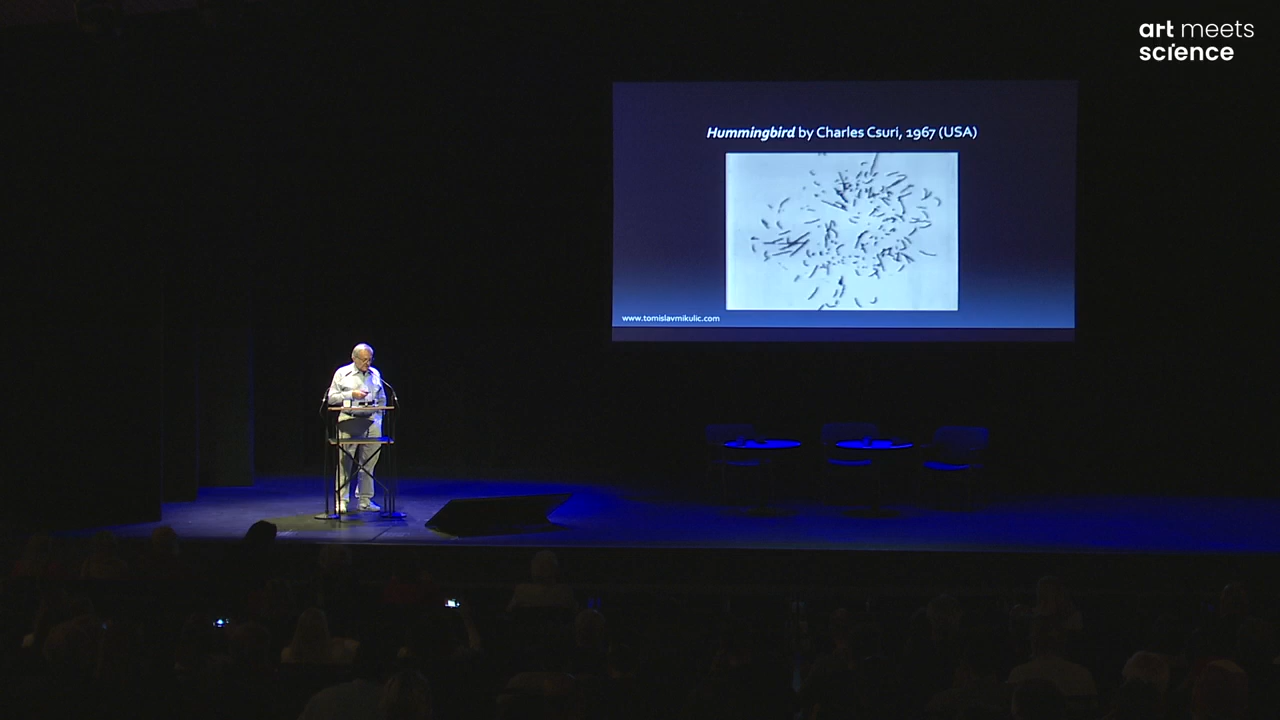 art meets
science
Hummingbird by Charles Csuri, 1967 (USA)
www.tomislavmikulic.com